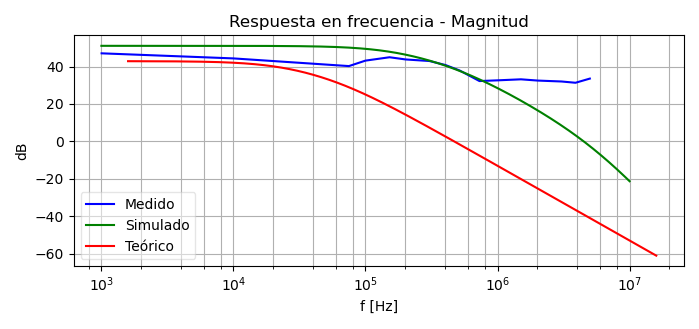 Respuesta en frecuencia - Magnitud
dB
40
20
0
−20
−40
−60
Medido
Simulado
Teórico
10³
10⁴
10⁵
10⁶
10⁷
f [Hz]